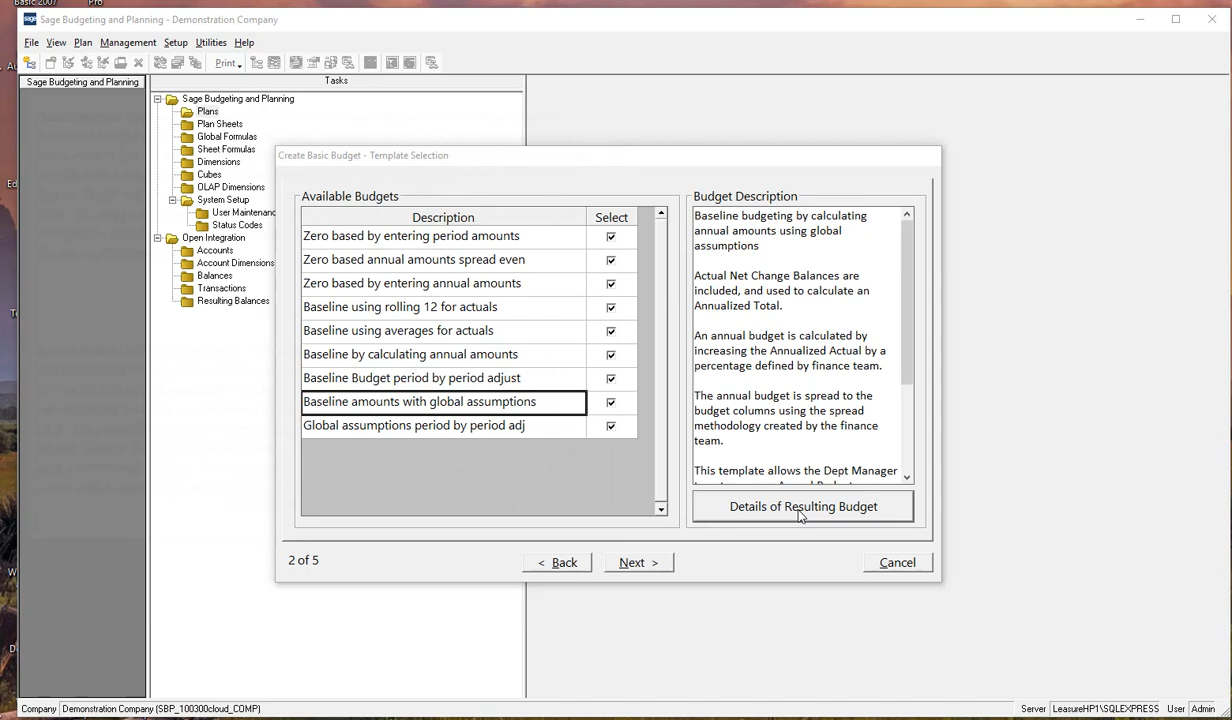 Basic 2007
Pro
sage Sage Budgeting and Planning - Demonstration Company
File View Plan Management Setup Utilities Help
Print
Sage Budgeting and Planning
Tasks
Sage Budgeting and Planning
Plans
Plan Sheets
Global Formulas
Sheet Formulas
Dimensions
Cubes
OLAP Dimensions
System Setup
User Maintenanc
Status Codes
Open Integration
Accounts
Account Dimensions
Balances
Transactions
Resulting Balances
Create Basic Budget - Template Selection
Available Budgets
Description Select
Zero based by entering period amounts
Zero based annual amounts spread even
Zero based by entering annual amounts
Baseline using rolling 12 for actuals
Baseline using averages for actuals
Baseline by calculating annual amounts
Baseline Budget period by period adjust
Baseline amounts with global assumptions
Global assumptions period by period adj
Budget Description
Baseline budgeting by calculating
annual amounts using global
assumptions
Actual Net Change Balances are
included, and used to calculate an
Annualized Total.
An annual budget is calculated by
increasing the Annualized Actual by a
percentage defined by finance team.
The annual budget is spread to the
budget columns using the spread
methodology created by the finance
team.
This template allows the Dept Manager
Details of Resulting Budget
2 of 5
< Back
Next >
Cancel
Company Demonstration Company (SBP_100300cloud_COMP)
Server LeasureHP1\SQLEXPRESS User Admin